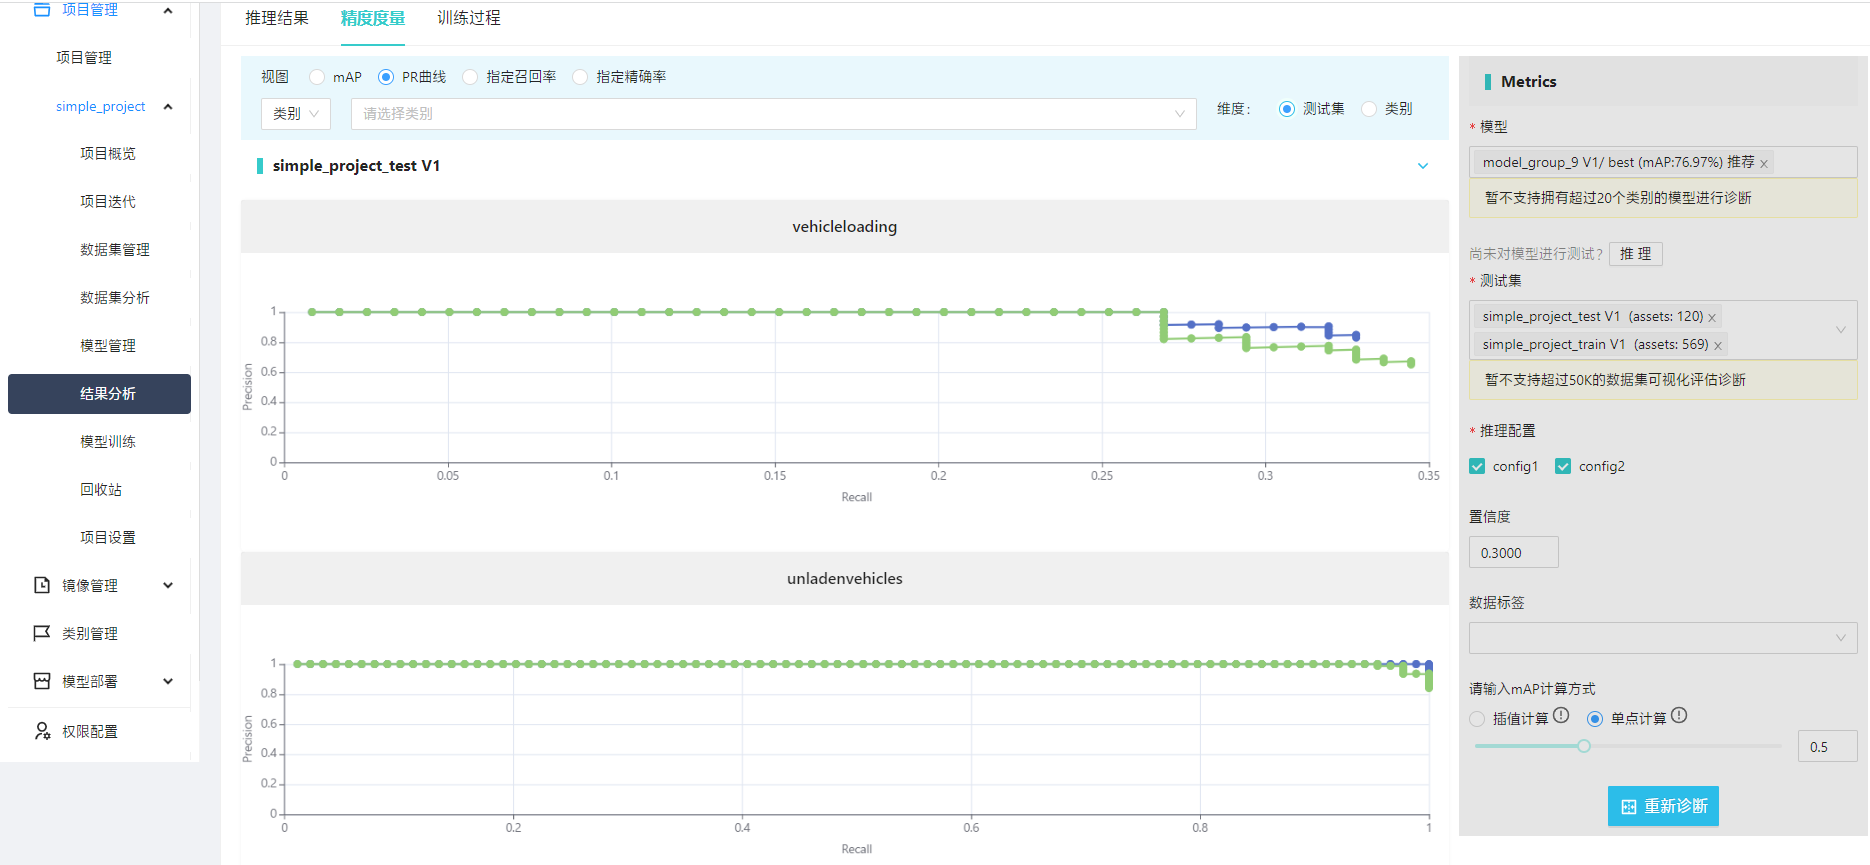 项目管理
项目管理
simple_project
项目概览
项目迭代
数据集管理
数据集分析
模型管理
结果分析
模型训练
回收站
项目设置
镜像管理
类别管理
模型部署
权限配置
推理结果 精度度量 训练过程
视图 mAP PR曲线 指定召回率 指定精确率
类别 请选择类别 维度： 测试集 类别
simple_project_test V1
vehicleloading
Precision
1
0.8
0.6
0.4
0.2
0
0 0.05 0.1 0.15 0.2 0.25 0.3 0.35
Recall
unladenvehicles
Precision
1
0.8
0.6
0.4
0.2
0
0 0.2 0.4 0.6 0.8 1
Recall
Metrics
* 模型
model_group_9 V1/ best (mAP:76.97%) 推荐 x
暂不支持拥有超过20个类别的模型进行诊断
尚未对模型进行测试? 推 理
* 测试集
simple_project_test V1 (assets: 120) x
simple_project_train V1 (assets: 569) x
暂不支持超过50K的数据集可视化评估诊断
* 推理配置
config1 config2
置信度
0.3000
数据标签
请输入mAP计算方式
插值计算 单点计算
0.5
重新诊断